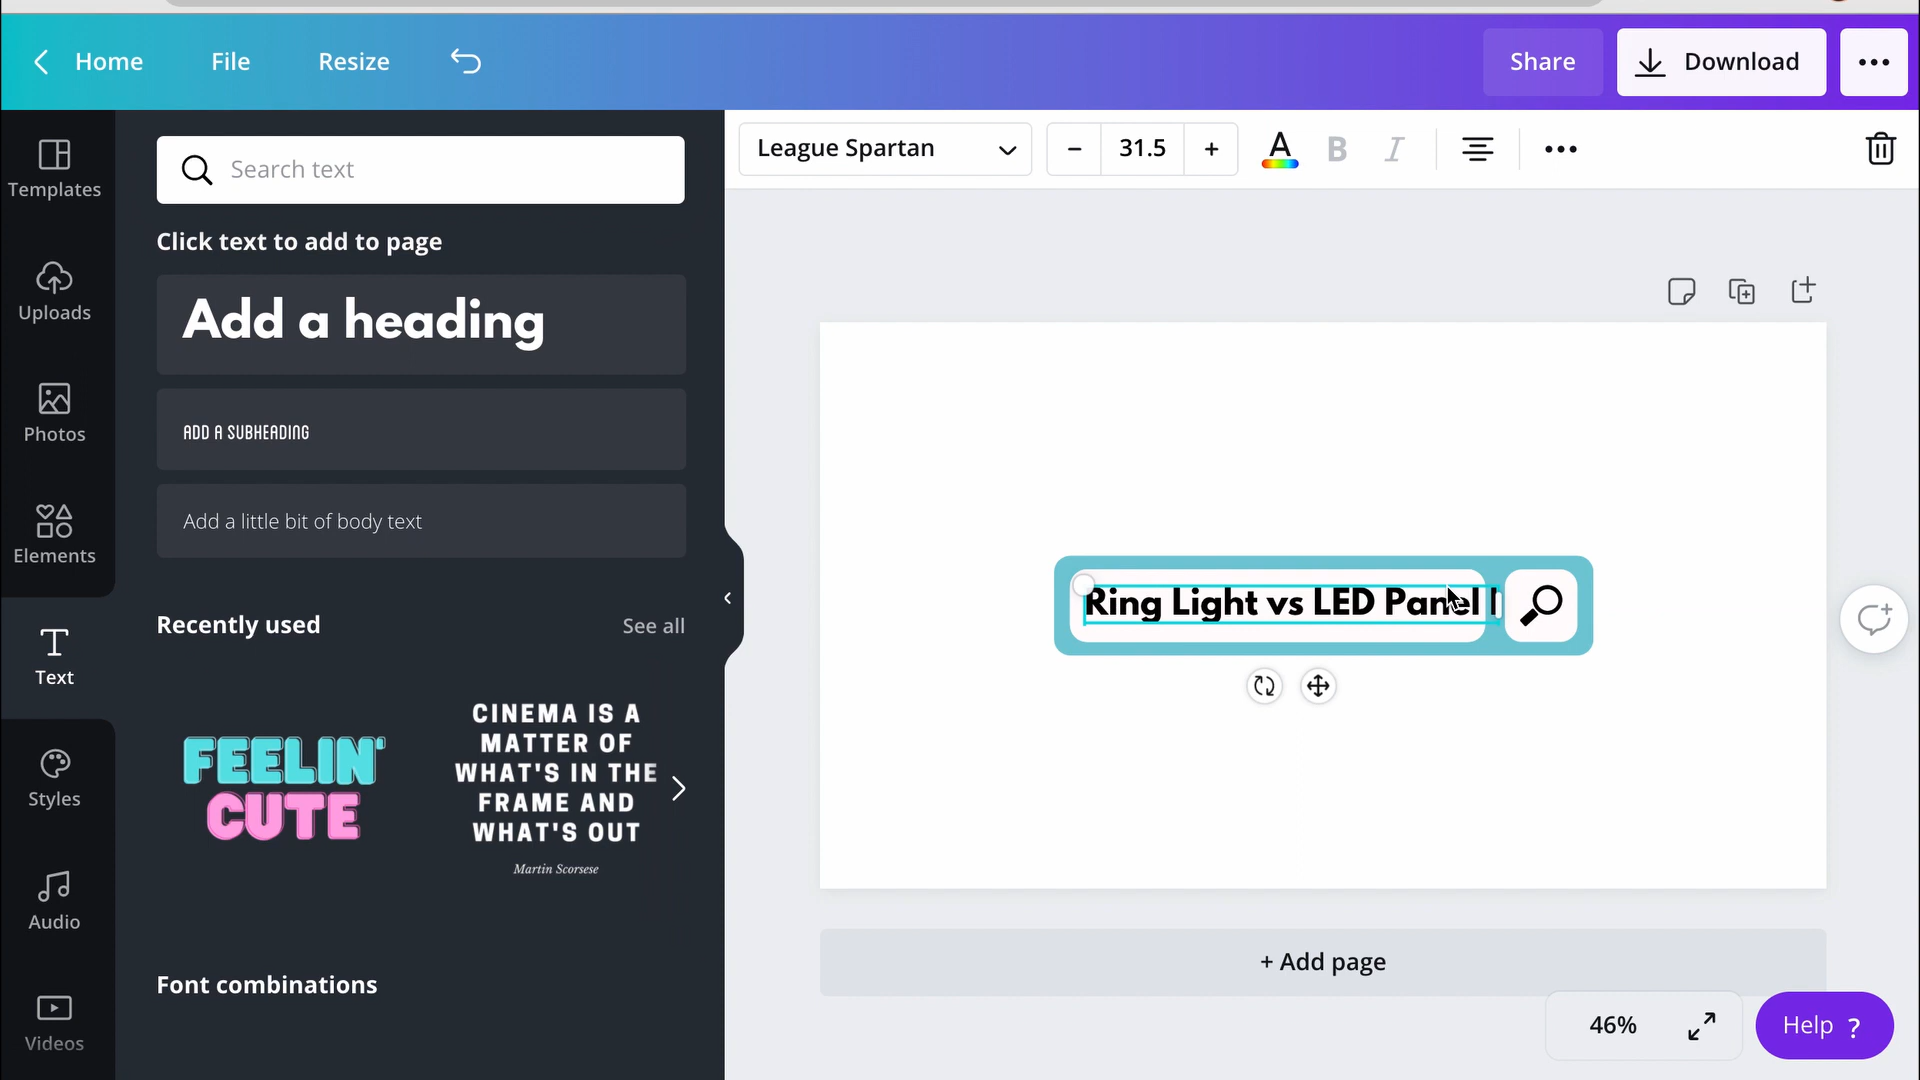 Home
File
Resize
Share
Download
Templates
Search text
League Spartan
31.5
A
B
I
Click text to add to page
Uploads
Add a heading
Photos
ADD A SUBHEADING
Elements
Add a little bit of body text
Ring Light vs LED Panel
Text
Recently used
See all
FEELIN'
CUTE
CINEMA IS A
MATTER OF
WHAT'S IN THE
FRAME AND
WHAT'S OUT
Martin Scorsese
Styles
Audio
+ Add page
Font combinations
Videos
46%
Help ?